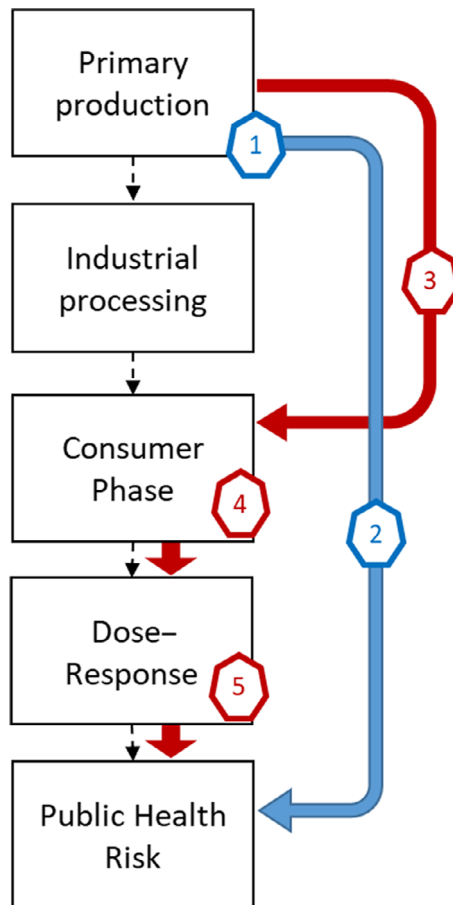 Primary
production
1
Industrial
processing
3
Consumer
Phase
4
2
Dose–
Response
5
Public Health
Risk